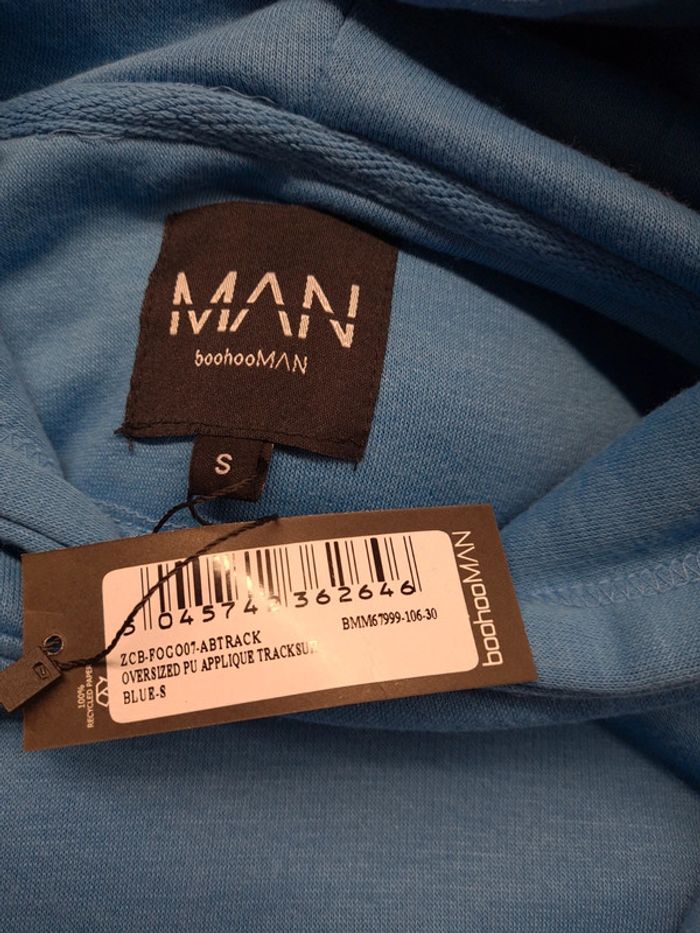 MAN
boohooMAN
S
5 045742 362646
BMM67999-106-30
ZCB-FOGO07-ABTRACK
OVERSIZED PU APPLIQUE
BLUE-S
boohooMAN
100%
RECYCLED PAPER